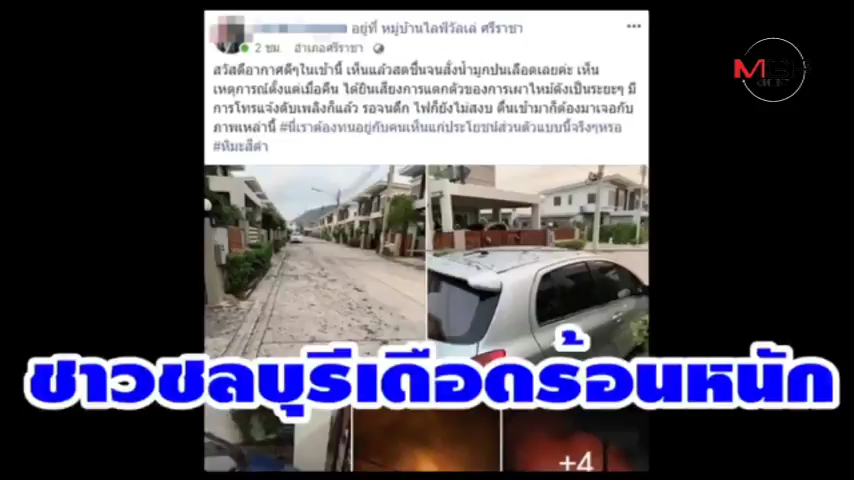 อยู่ที่ หมู่บ้านไลฟ์วัลเล่ ศรีราชา
2 ชม. อำเภอศรีราชา
สวัสดีอากาศดีๆในเช้านี้ เห็นแล้วสดชื่นจนสั่งน้ำมูกปนเลือดเลยค่ะ เห็น
เหตุการณ์ตั้งแต่เมื่อคืน ได้ยินเสียงการแตกตัวของการเผาไหม้ดังเป็นระยะๆ มี
การโทรแจ้งดับเพลิงก็แล้ว รอจนดึก ไฟก็ยังไม่สงบ ตื่นเช้ามาก็ต้องมาเจอกับ
ภาพเหล่านี้ #นี่เราต้องทนอยู่กับคนเห็นแก่ประโยชน์ส่วนตัวแบบนี้จริงๆหรอ
#หิมะสีดำ
ชาวชลบุรีเดือดร้อนหนัก
+4